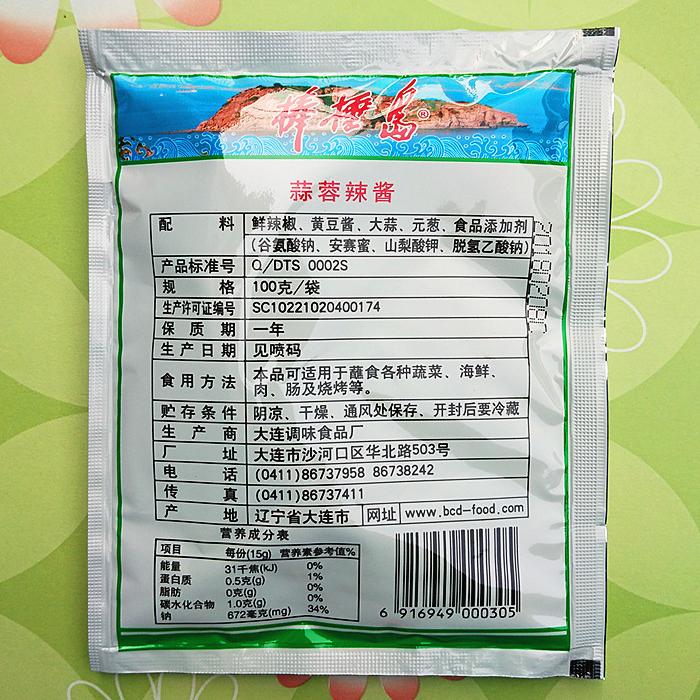 棒棰岛®
蒜蓉辣酱
配 料 鲜辣椒、黄豆酱、大蒜、元葱、食品添加剂
(谷氨酸钠、安赛蜜、山梨酸钾、脱氢乙酸钠)
产品标准号 Q/DTS 0002S
规 格 100克/袋
生产许可证编号 SC10221020400174
保 质 期 一年
生产日期 见喷码
食用方法 本品可适用于蘸食各种蔬菜、海鲜、
肉、肠及烧烤等。
贮存条件 阴凉、干燥、通风处保存、开封后要冷藏
生 产 商 大连调味食品厂
厂 址 大连市沙河口区华北路503号
电 话 (0411)86737958 86738242
传 真 (0411)86737411
产 地 辽宁省大连市 网址 www.bcd-food.com
营养成分表
项目 每份(15g) 营养素参考值%
能量 31千焦(kJ) 0%
蛋白质 0.5克(g) 1%
脂肪 0克(g) 0%
碳水化合物 1.0克(g) 0%
钠 672毫克(mg) 34%
6 916949 000305